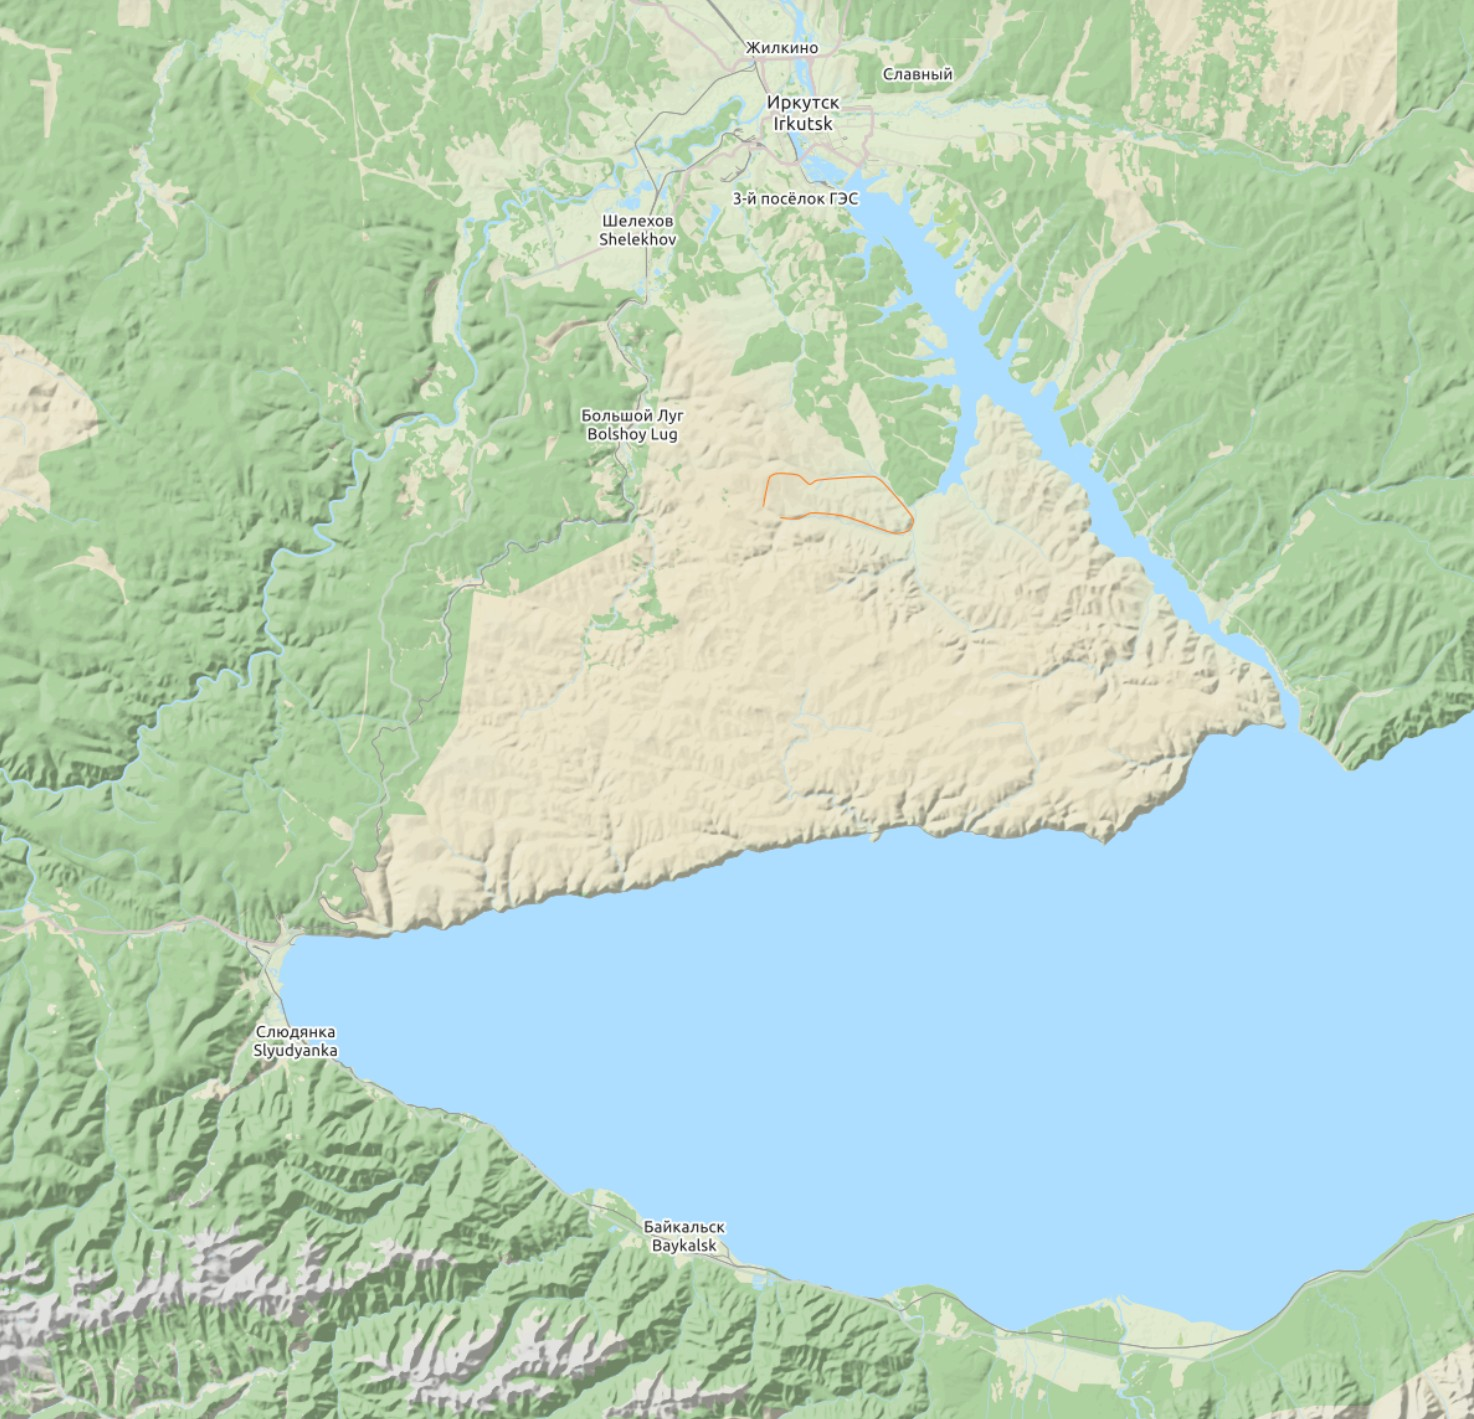 Жилкино
Славный
Иркутск
Irkutsk
3-й посёлок ГЭС
Шелехов
Shelekhov
Большой Луг
Bolshoy Lug
Слюдянка
Slyudyanka
Байкальск
Baykalsk